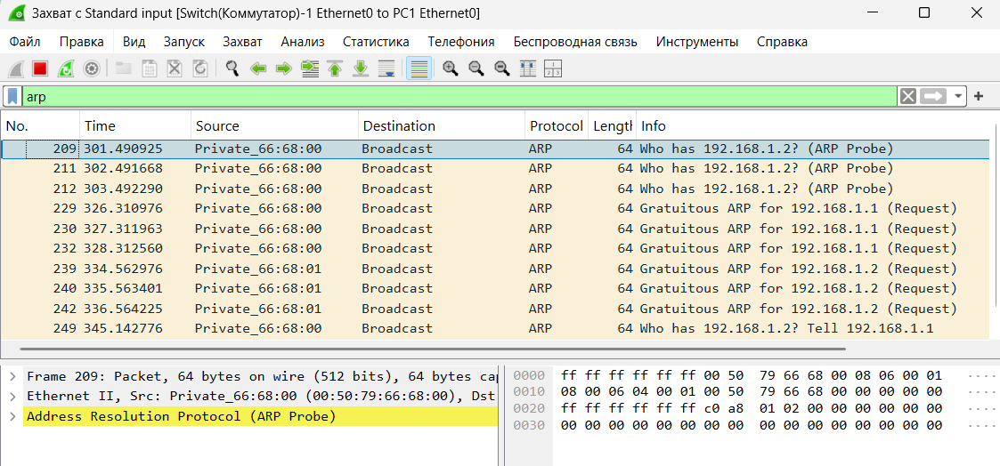 Захват с Standard input [Switch(Коммутатор)-1 Ethernet0 to PC1 Ethernet0]
Файл Правка Вид Запуск Захват Анализ Статистика Телефония Беспроводная связь Инструменты Справка
arp
No. Time Source Destination Protocol Length Info
209 301.490925 Private_66:68:00 Broadcast ARP 64 Who has 192.168.1.2? (ARP Probe)
211 302.491668 Private_66:68:00 Broadcast ARP 64 Who has 192.168.1.2? (ARP Probe)
212 303.492290 Private_66:68:00 Broadcast ARP 64 Who has 192.168.1.2? (ARP Probe)
229 326.310976 Private_66:68:00 Broadcast ARP 64 Gratuitous ARP for 192.168.1.1 (Request)
230 327.311963 Private_66:68:00 Broadcast ARP 64 Gratuitous ARP for 192.168.1.1 (Request)
232 328.312560 Private_66:68:00 Broadcast ARP 64 Gratuitous ARP for 192.168.1.1 (Request)
239 334.562976 Private_66:68:01 Broadcast ARP 64 Gratuitous ARP for 192.168.1.2 (Request)
240 335.563401 Private_66:68:01 Broadcast ARP 64 Gratuitous ARP for 192.168.1.2 (Request)
242 336.564225 Private_66:68:01 Broadcast ARP 64 Gratuitous ARP for 192.168.1.2 (Request)
249 345.142776 Private_66:68:00 Broadcast ARP 64 Who has 192.168.1.2? Tell 192.168.1.1
Frame 209: Packet, 64 bytes on wire (512 bits), 64 bytes cap
Ethernet II, Src: Private_66:68:00 (00:50:79:66:68:00), Dst
Address Resolution Protocol (ARP Probe)
0000 ff ff ff ff ff ff 00 50 79 66 68 00 08 06 00 01 ····
0010 08 00 06 04 00 01 00 50 79 66 68 00 00 00 00 00 ····
0020 ff ff ff ff ff ff c0 a8 01 02 00 00 00 00 00 00 ····
0030 00 00 00 00 00 00 00 00 00 00 00 00 00 00 00 00 ····